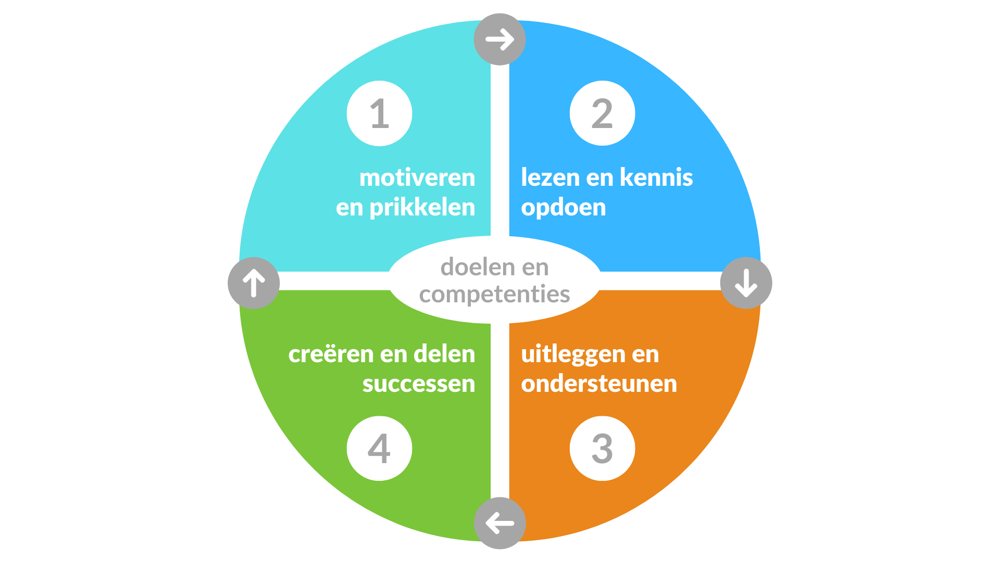 1
motiveren
en prikkelen
2
lezen en kennis
opdoen
doelen en
competenties
uitleggen en
ondersteunen
3
creëren en delen
successen
4